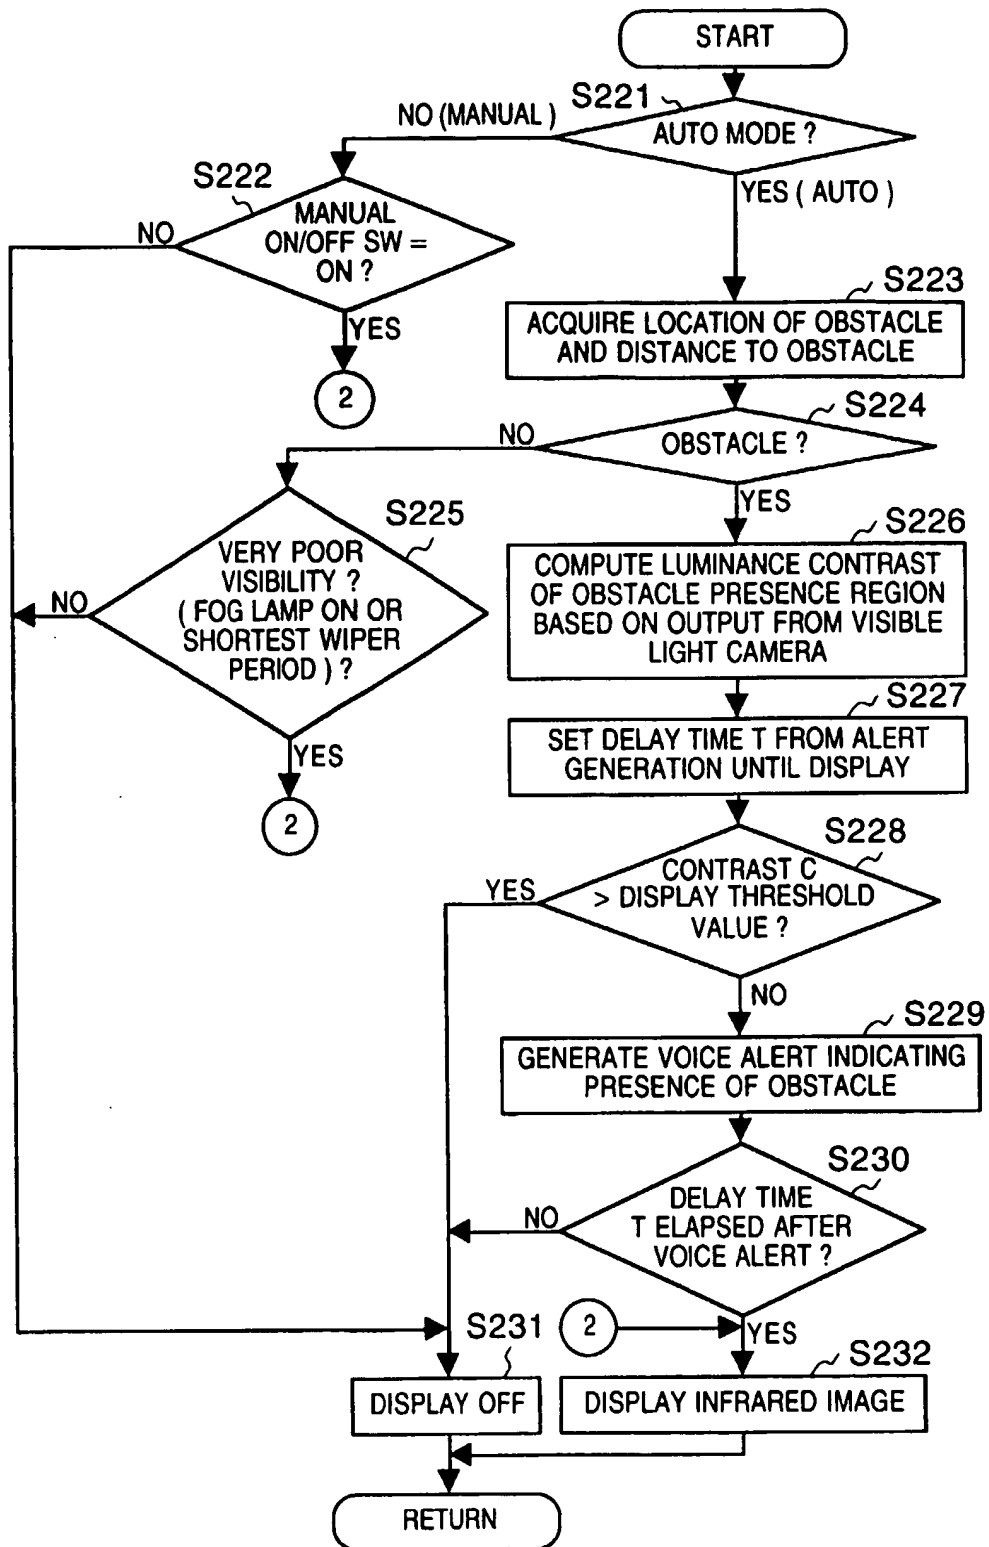 START
S221
NO (MANUAL )
AUTO MODE ?
S222
YES ( AUTO )
MANUAL
ON/OFF SW =
ON ?
NO
YES
2
S223
ACQUIRE LOCATION OF OBSTACLE
AND DISTANCE TO OBSTACLE
S224
NO
OBSTACLE ?
YES
S225
VERY POOR
VISIBILITY ?
( FOG LAMP ON OR
SHORTEST WIPER
PERIOD ) ?
NO
YES
2
S226
COMPUTE LUMINANCE CONTRAST
OF OBSTACLE PRESENCE REGION
BASED ON OUTPUT FROM VISIBLE
LIGHT CAMERA
S227
SET DELAY TIME T FROM ALERT
GENERATION UNTIL DISPLAY
S228
YES
CONTRAST C
> DISPLAY THRESHOLD
VALUE ?
NO
S229
GENERATE VOICE ALERT INDICATING
PRESENCE OF OBSTACLE
S230
NO
DELAY TIME
T ELAPSED AFTER
VOICE ALERT ?
S231
2
YES
S232
DISPLAY OFF
DISPLAY INFRARED IMAGE
RETURN